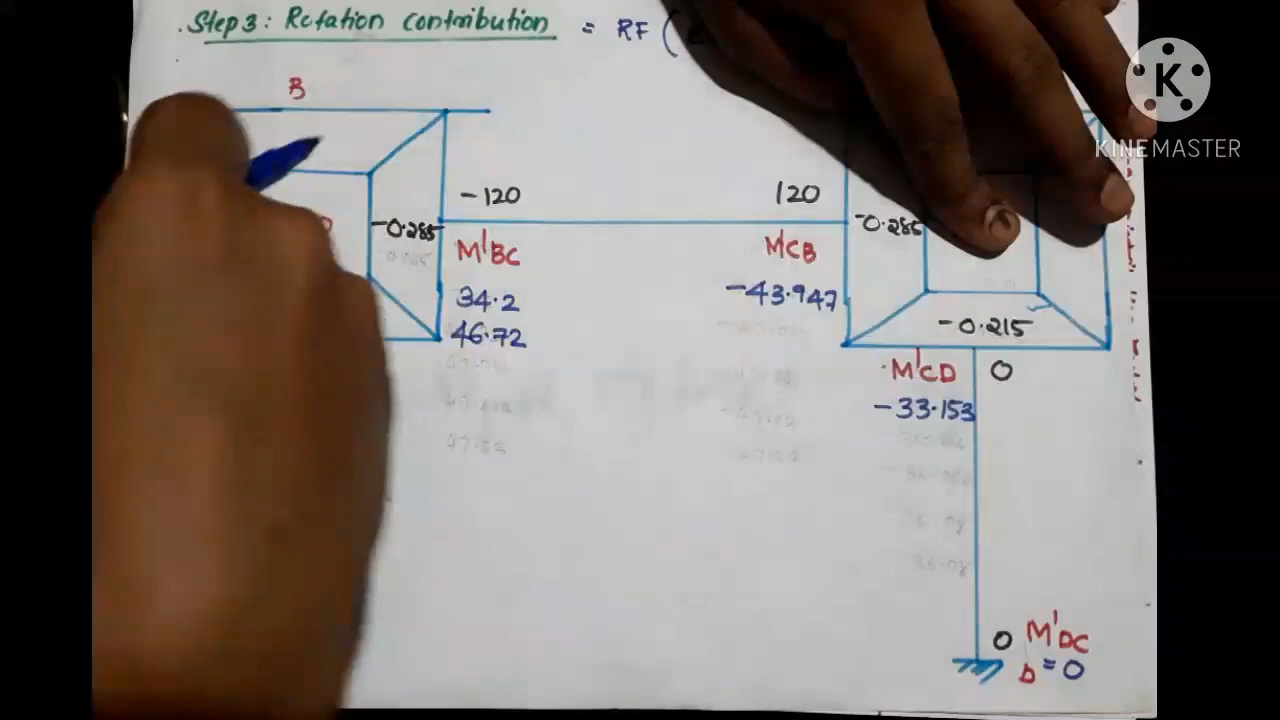 Step 3: Rotation contribution = RF (
B
K
KINEMASTER
-120
120
-0.285
-0.285
M'BC
M'CB
34.2
-43.947
46.72
-0.215
M'CD
0
-33.153
0 M'DC
D = 0